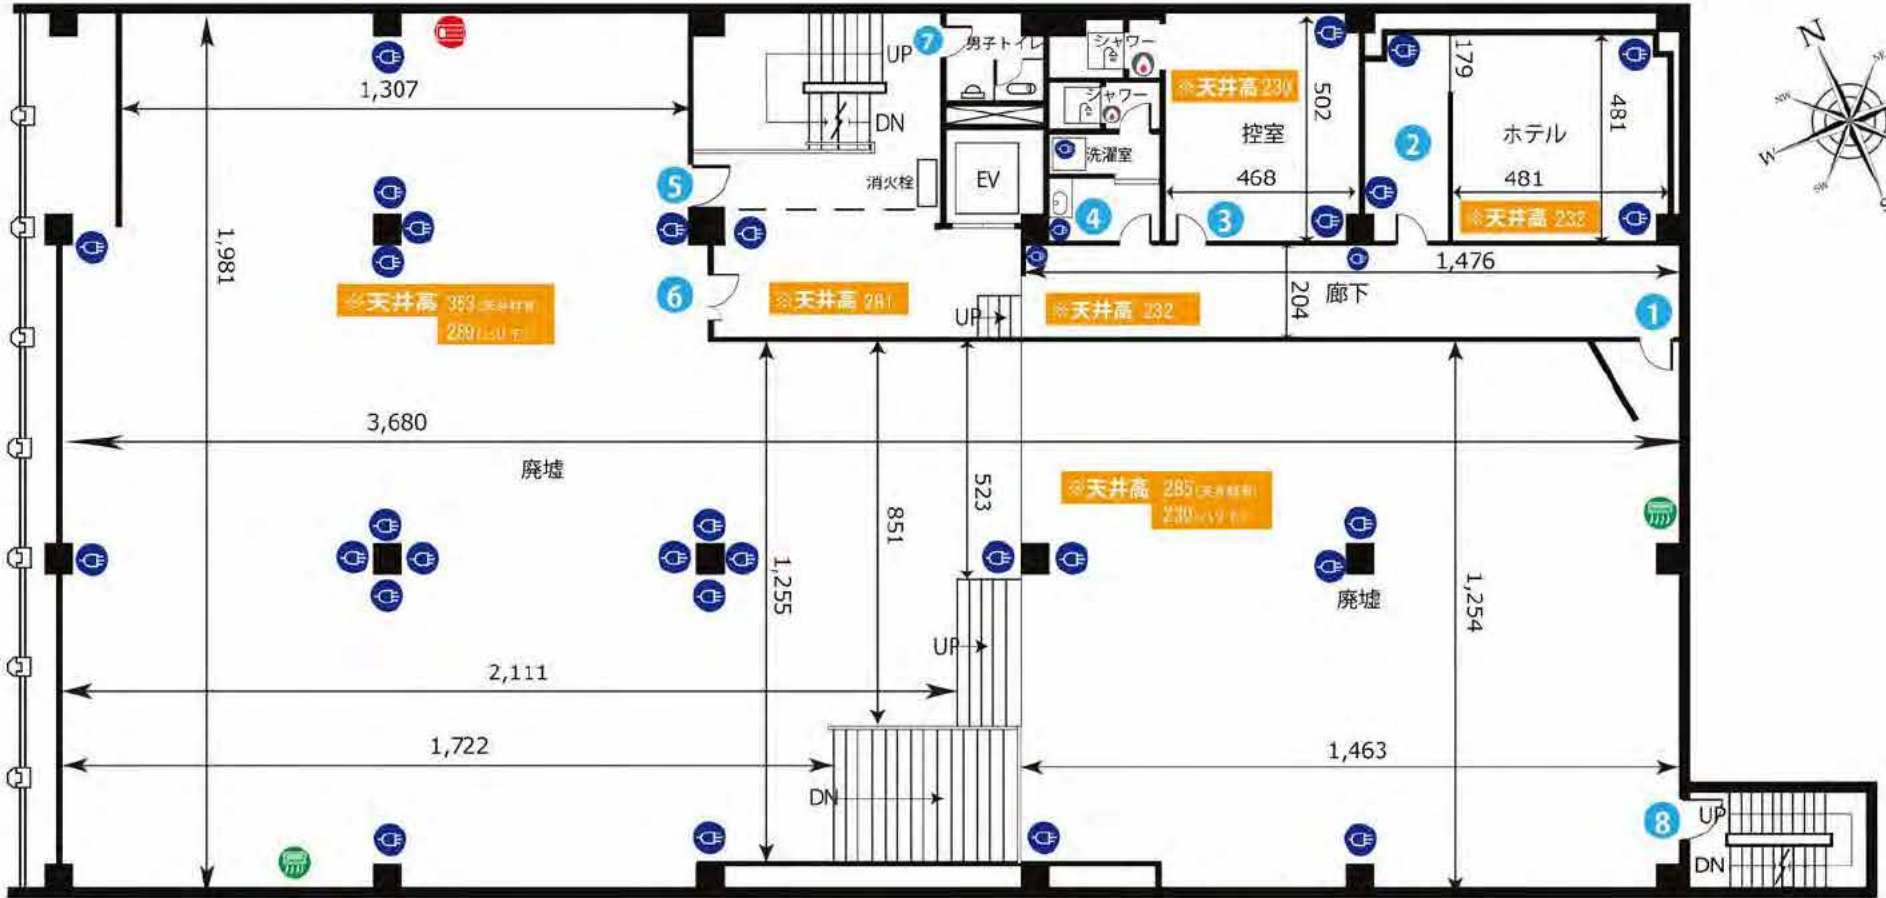 7
UP
男子トイレ
シャワー
179
N
NE
1,307
※天井高 230
502
481
シャワー
DN
控室
2
ホテル
NW
洗濯室
W
5
消火栓
EV
468
481
SW
4
3
※天井高 232
1,981
1,476
6
※天井高 281
204
廊下
※天井高 353
289
UP
※天井高 232
1
3,680
廃墟
523
※天井高 285
230
851
1,255
廃墟
1,254
UP
2,111
1,722
1,463
DN
8
UP
DN